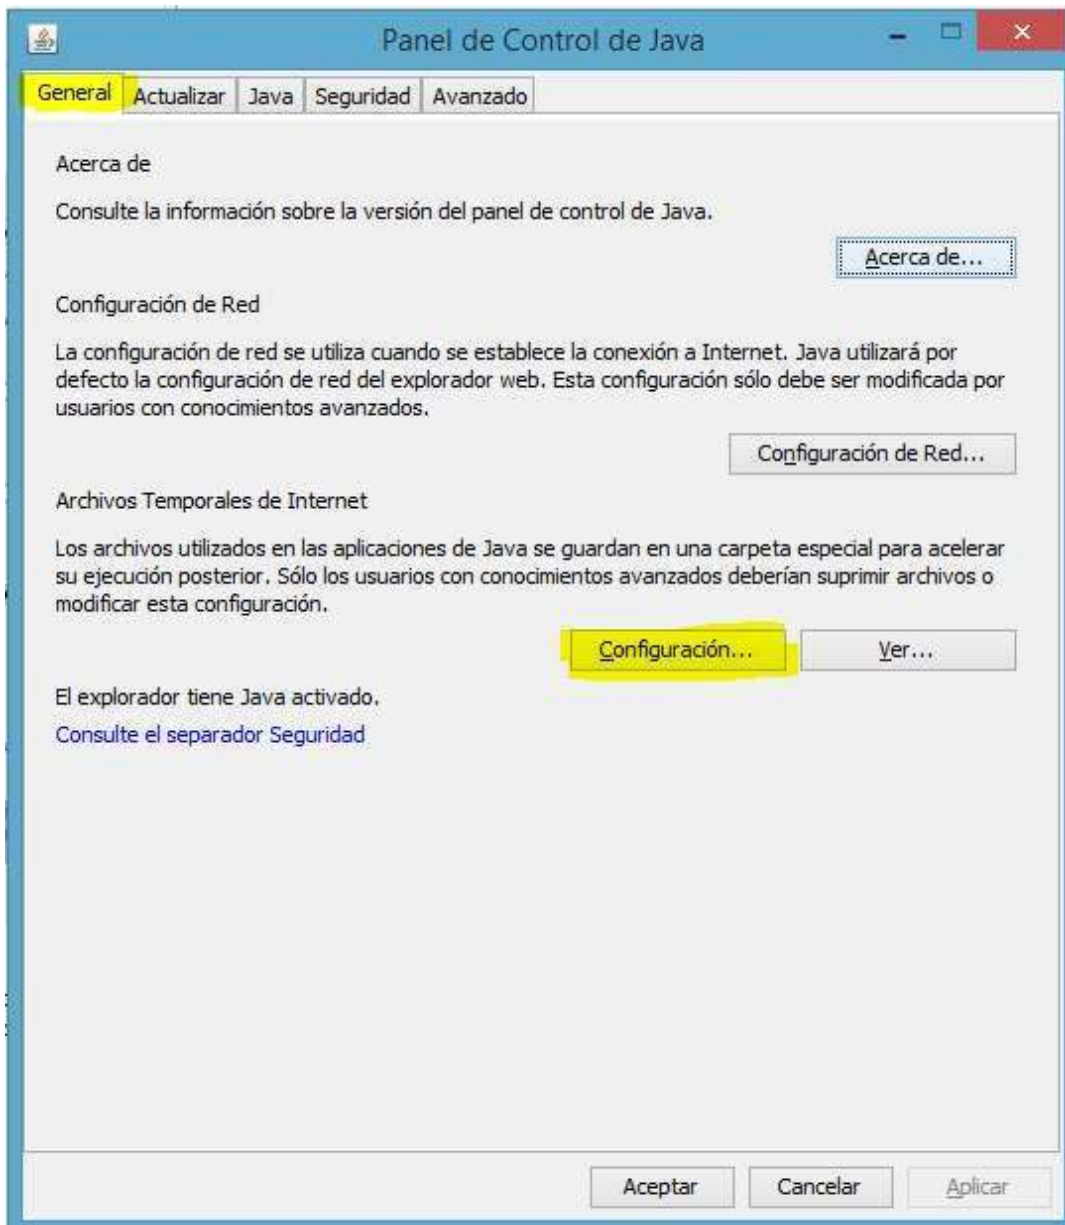 Panel de Control de Java
General Actualizar Java Seguridad Avanzado
Acerca de
Consulte la información sobre la versión del panel de control de Java.
Acerca de...
Configuración de Red
La configuración de red se utiliza cuando se establece la conexión a Internet. Java utilizará por
defecto la configuración de red del explorador web. Esta configuración sólo debe ser modificada por
usuarios con conocimientos avanzados.
Configuración de Red...
Archivos Temporales de Internet
Los archivos utilizados en las aplicaciones de Java se guardan en una carpeta especial para acelerar
su ejecución posterior. Sólo los usuarios con conocimientos avanzados deberían suprimir archivos o
modificar esta configuración.
Configuración... Ver...
El explorador tiene Java activado.
Consulte el separador Seguridad
Aceptar Cancelar Aplicar